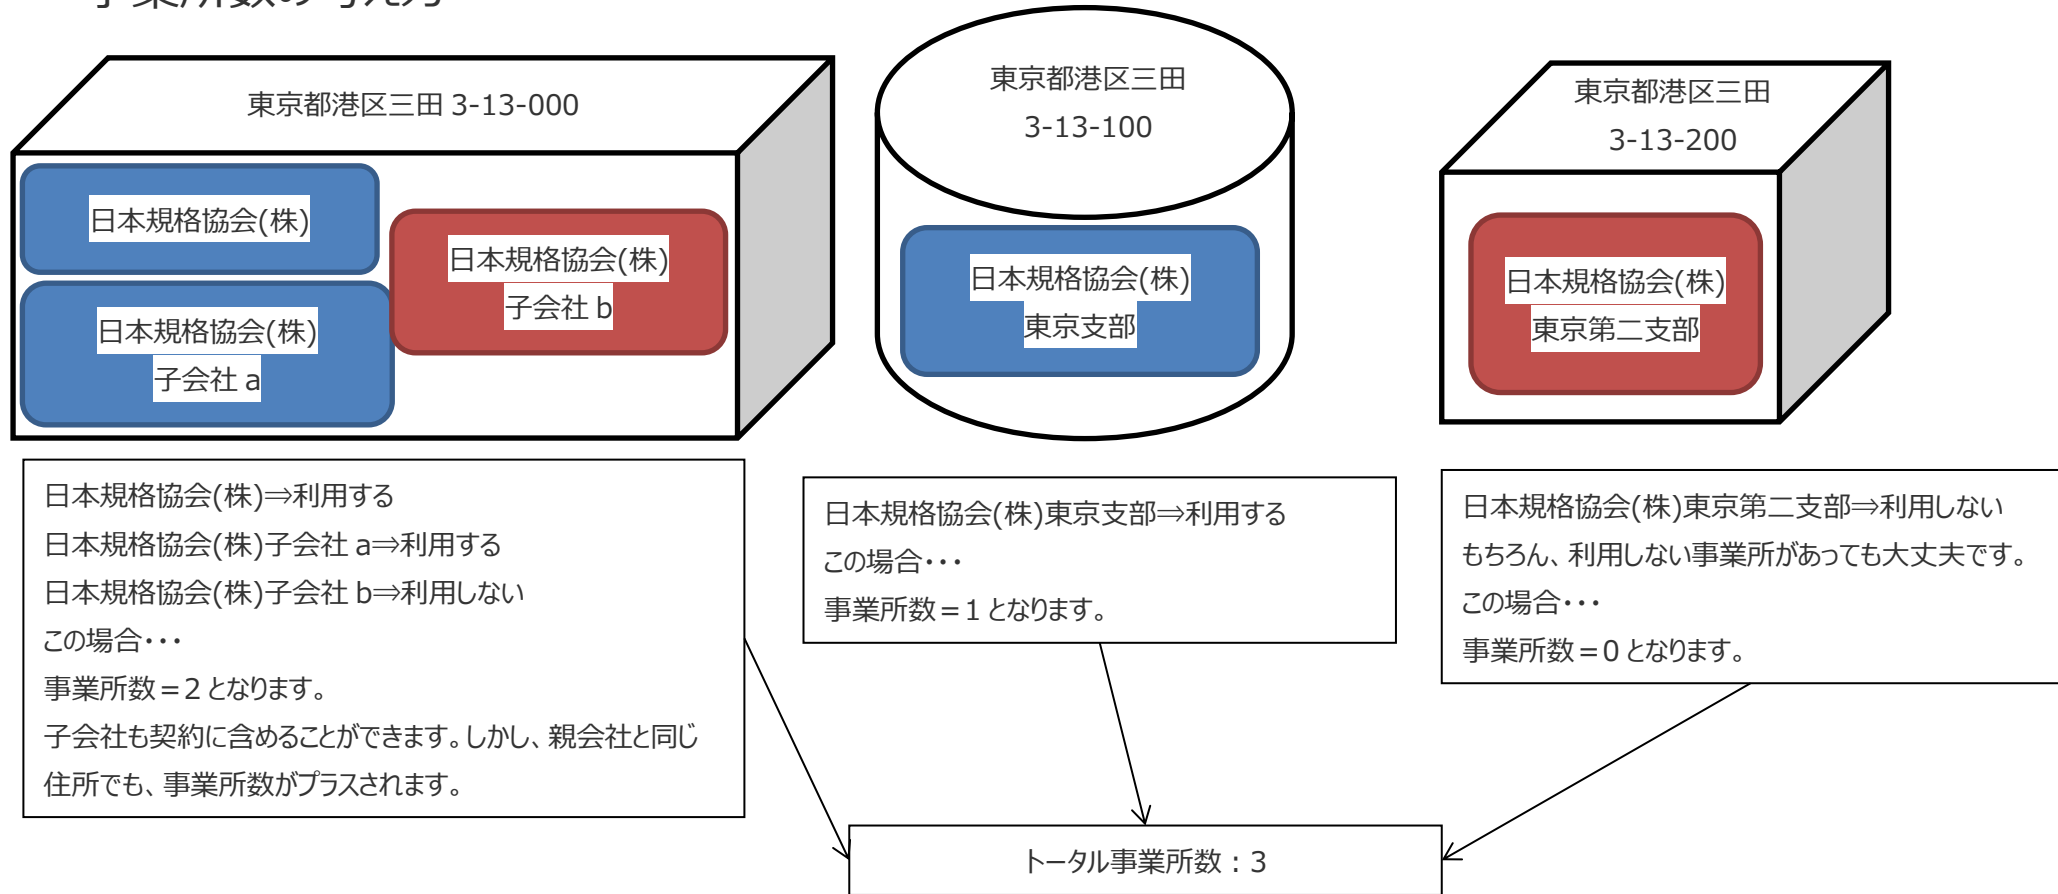 事業所数の考え方
東京都港区三田 3-13-000
日本規格協会(株)
日本規格協会(株)
子会社 a
日本規格協会(株)
子会社 b
東京都港区三田
3-13-100
日本規格協会(株)
東京支部
東京都港区三田
3-13-200
日本規格協会(株)
東京第二支部
日本規格協会(株)⇒利用する
日本規格協会(株)子会社 a⇒利用する
日本規格協会(株)子会社 b⇒利用しない
この場合・・・
事業所数=2 となります。
子会社も契約に含めることができます。しかし、親会社と同じ
住所でも、事業所数がプラスされます。
日本規格協会(株)東京支部⇒利用する
この場合・・・
事業所数=1 となります。
日本規格協会(株)東京第二支部⇒利用しない
もちろん、利用しない事業所があっても大丈夫です。
この場合・・・
事業所数=0 となります。
トータル事業所数:3